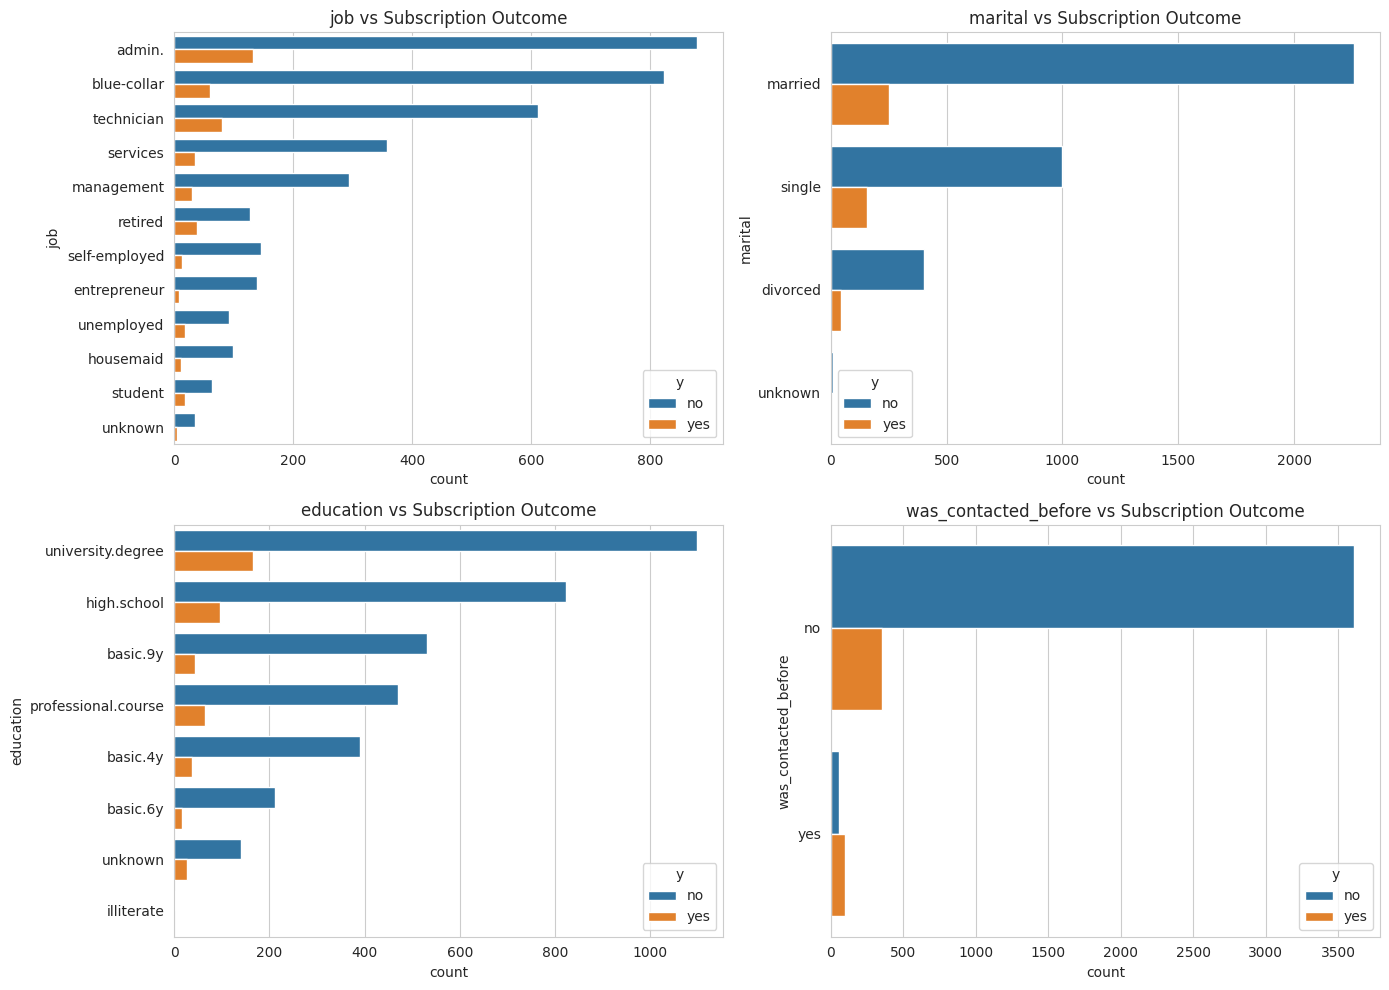 job vs Subscription Outcome
admin.
blue-collar
technician
services
management
retired
self-employed
entrepreneur
unemployed
housemaid
student
unknown
job
0 200 400 600 800
count
y
no
yes
marital vs Subscription Outcome
married
single
divorced
unknown
marital
0 500 1000 1500 2000
count
y
no
yes
education vs Subscription Outcome
university.degree
high.school
basic.9y
professional.course
basic.4y
basic.6y
unknown
illiterate
education
0 200 400 600 800 1000
count
y
no
yes
was_contacted_before vs Subscription Outcome
no
yes
was_contacted_before
0 500 1000 1500 2000 2500 3000 3500
count
y
no
yes